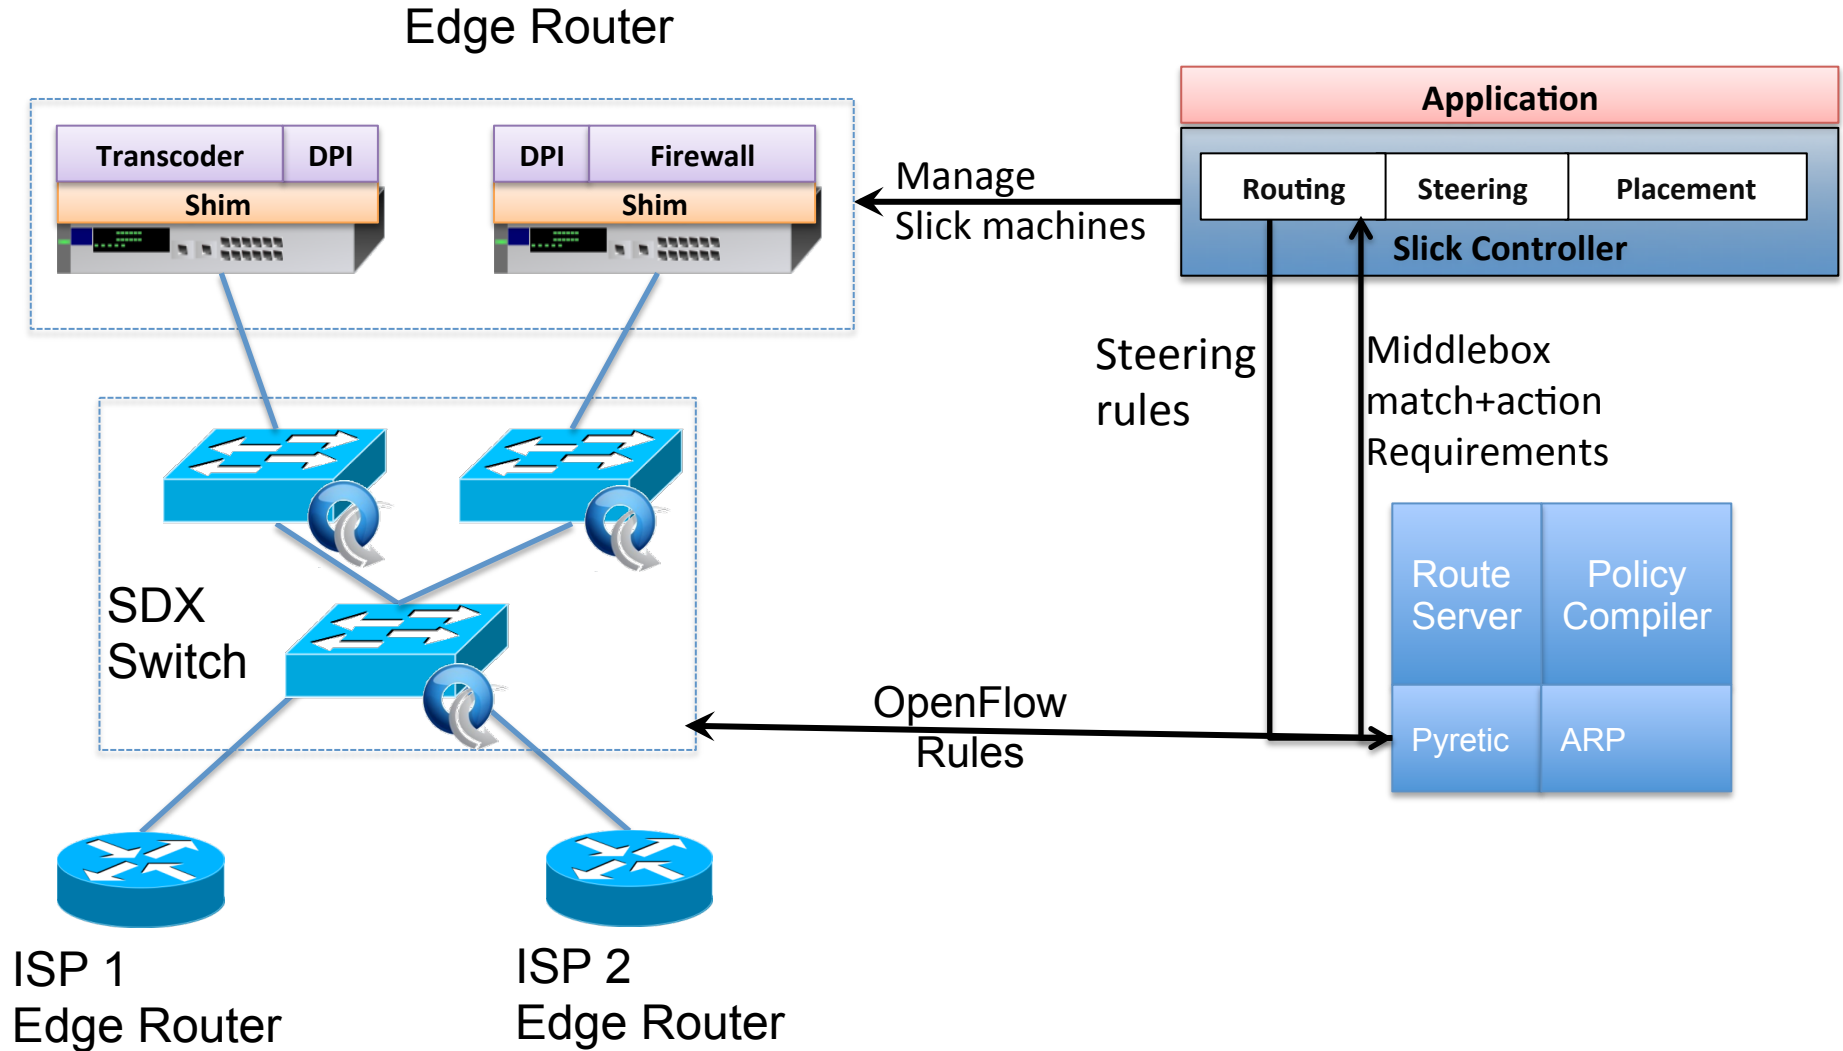 Edge Router
Application
Transcoder
DPI
DPI
Firewall
Shim
Shim
Manage
Slick machines
Routing
Steering
Placement
Slick Controller
Steering
rules
Middlebox
match+action
Requirements
SDX
Switch
Route
Server
Policy
Compiler
OpenFlow
Rules
Pyretic
ARP
ISP 1
Edge Router
ISP 2
Edge Router